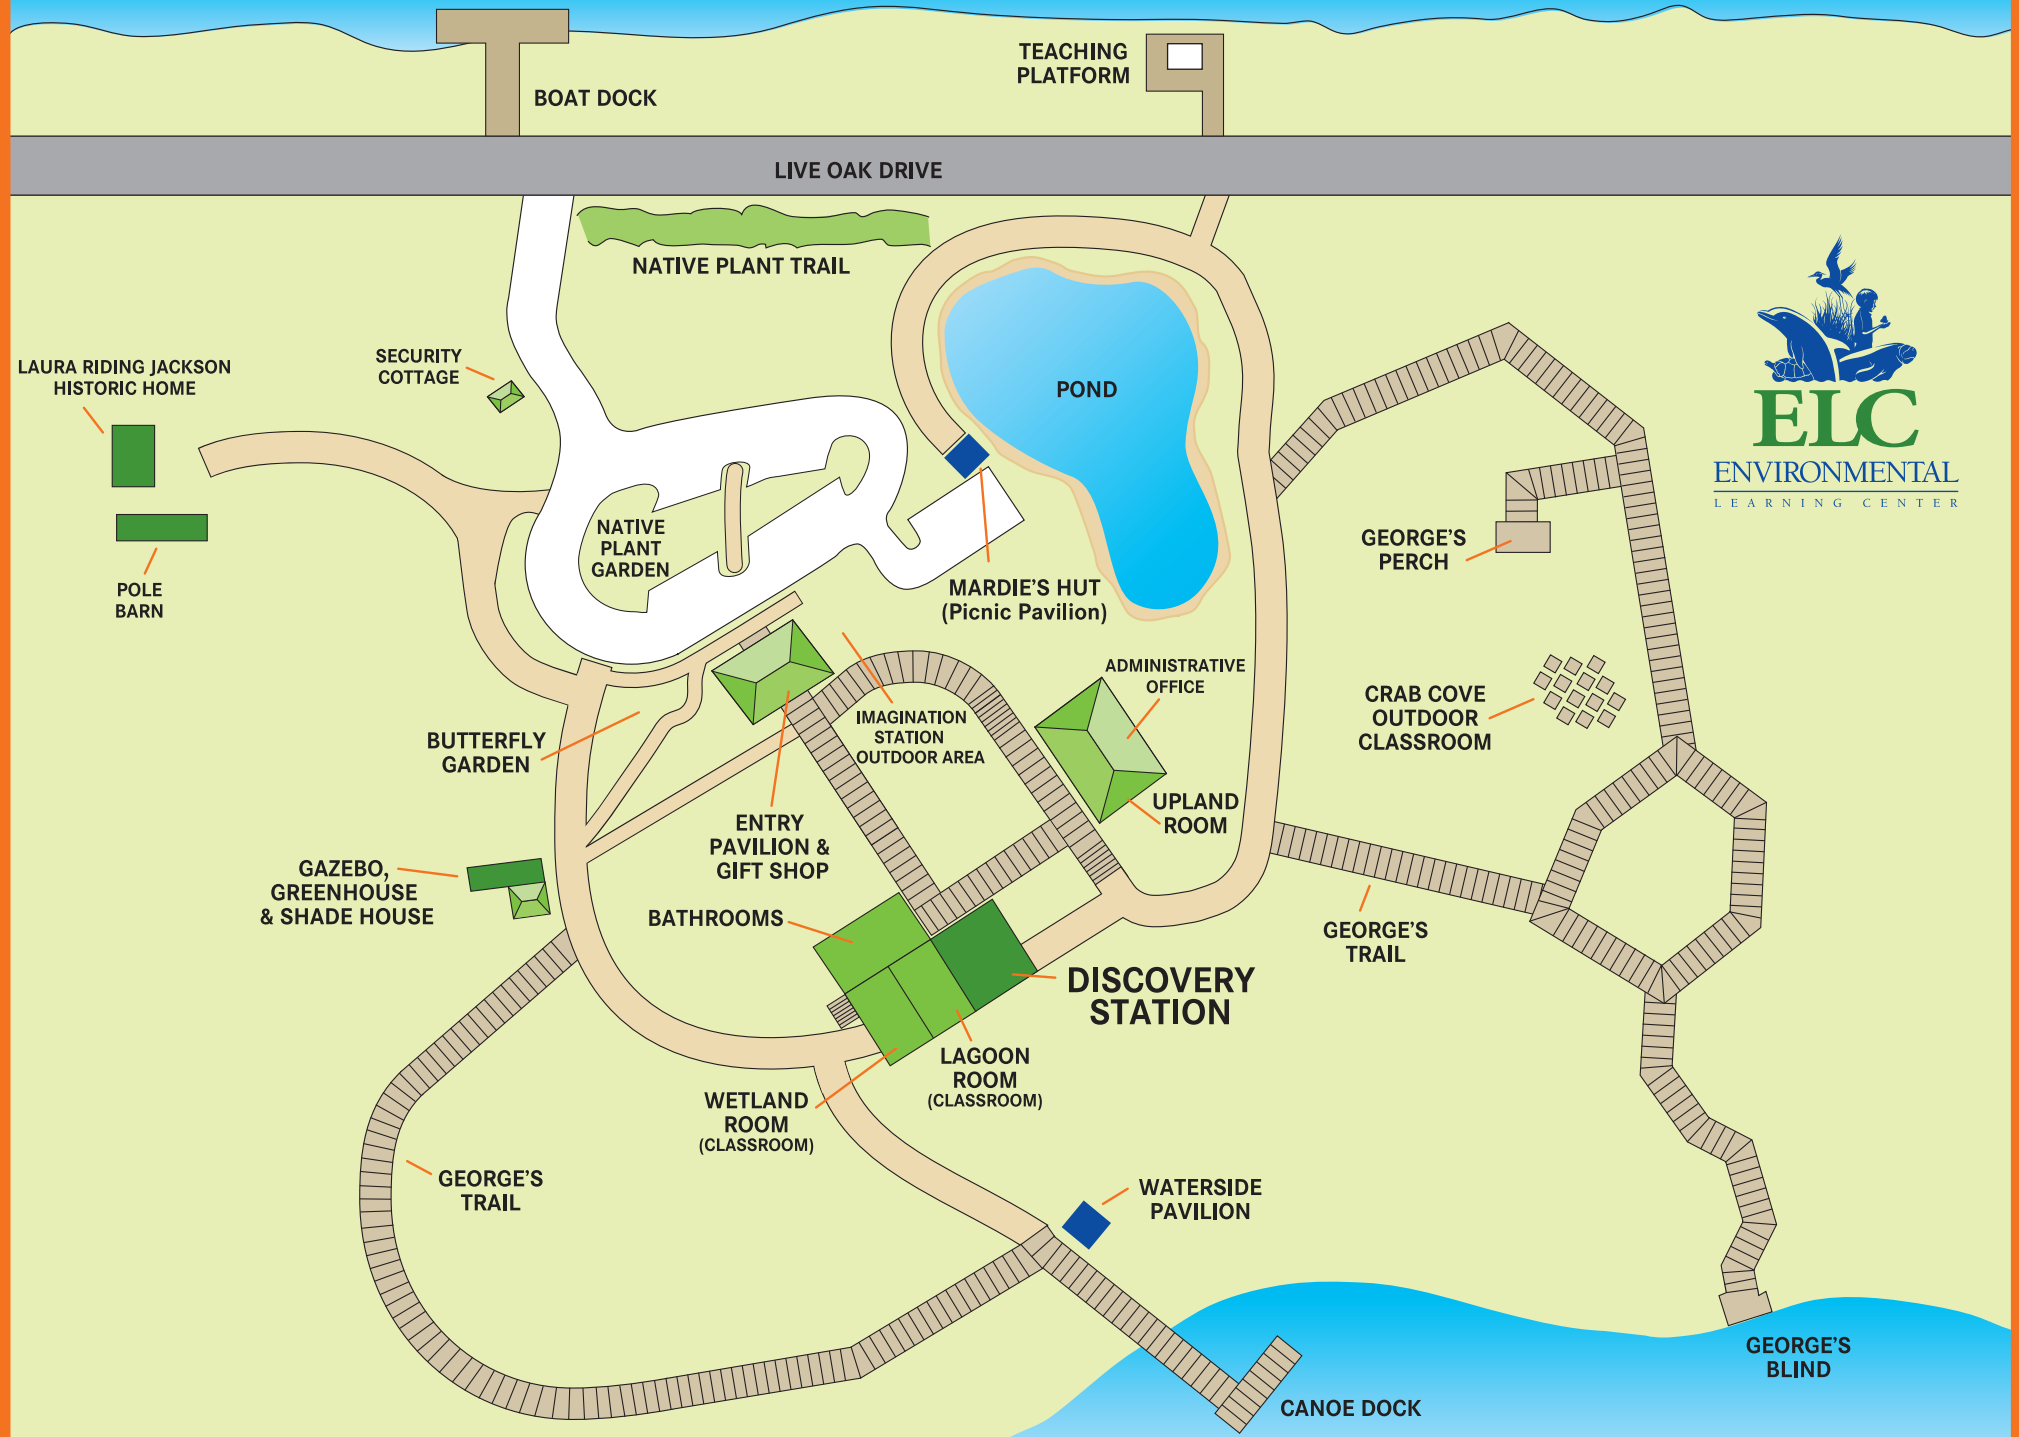 TEACHING
PLATFORM
BOAT DOCK
LIVE OAK DRIVE
NATIVE PLANT TRAIL
LAURA RIDING JACKSON
HISTORIC HOME
SECURITY
COTTAGE
POND
ELC
ENVIRONMENTAL
LEARNING CENTER
NATIVE
PLANT
GARDEN
GEORGE'S
PERCH
POLE
BARN
MARDIE'S HUT
(Picnic Pavilion)
ADMINISTRATIVE
OFFICE
CRAB COVE
OUTDOOR
CLASSROOM
IMAGINATION
STATION
OUTDOOR AREA
BUTTERFLY
GARDEN
UPLAND
ROOM
ENTRY
PAVILION &
GIFT SHOP
GAZEBO,
GREENHOUSE
& SHADE HOUSE
BATHROOMS
GEORGE'S
TRAIL
DISCOVERY
STATION
LAGOON
ROOM
(CLASSROOM)
WETLAND
ROOM
(CLASSROOM)
GEORGE'S
TRAIL
WATERSIDE
PAVILION
GEORGE'S
BLIND
CANOE DOCK